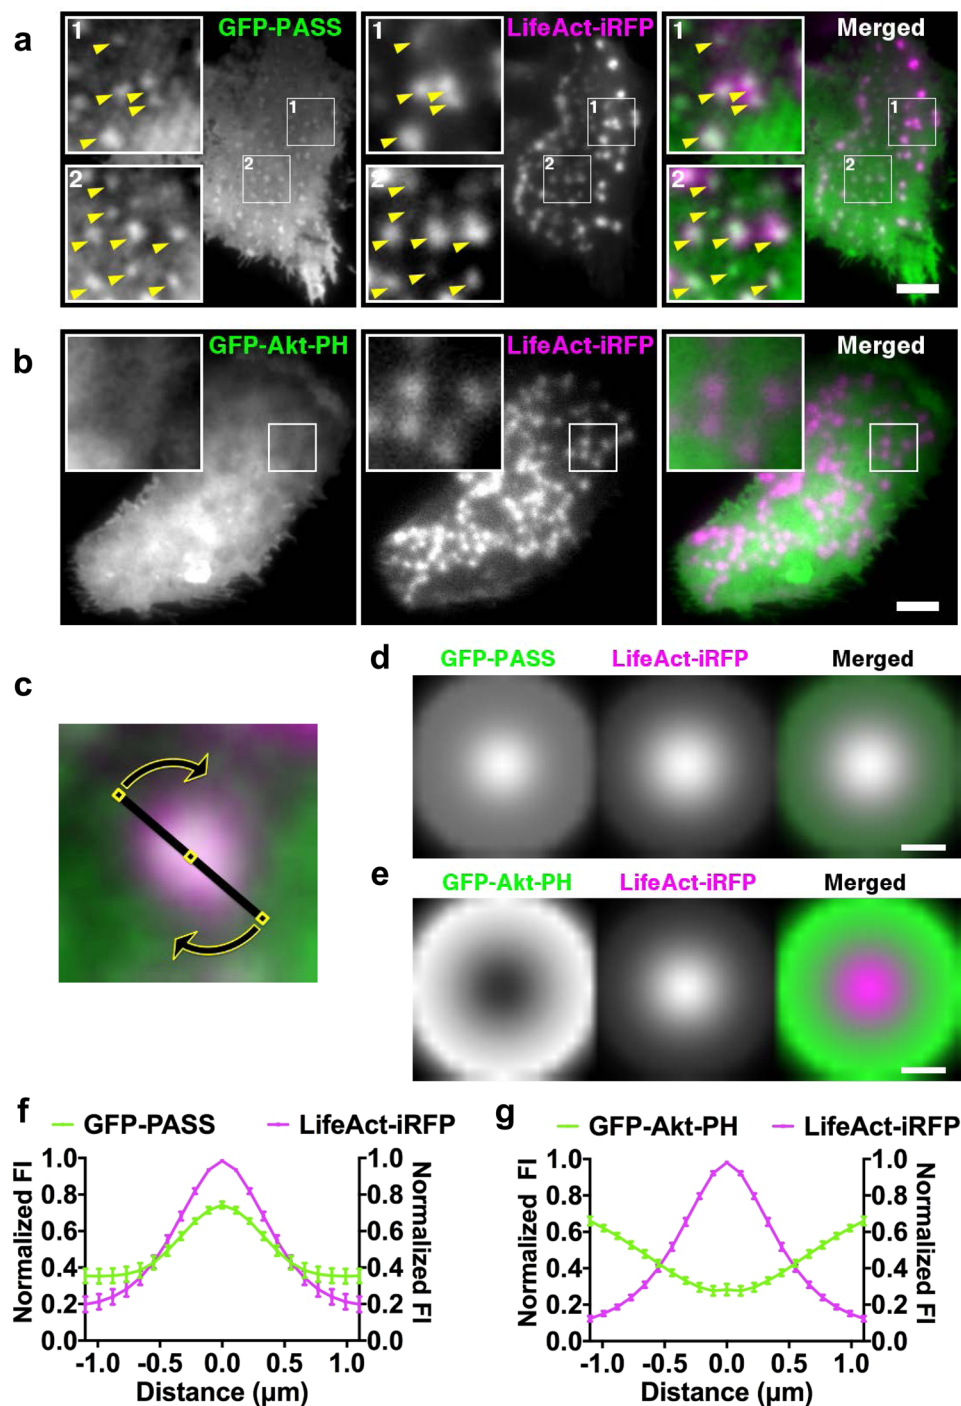 a
1
GFP-PASS
1
LifeAct-iRFP
1
Merged
1
1
1
2
2
2
2
2
2
b
GFP-Akt-PH
LifeAct-iRFP
Merged
c
d
GFP-PASS
LifeAct-iRFP
Merged
e
GFP-Akt-PH
LifeAct-iRFP
Merged
f
GFP-PASS
LifeAct-iRFP
Normalized FI
1.0
0.8
0.6
0.4
0.2
0.0
1.0
0.8
0.6
0.4
0.2
0.0
Normalized FI
-1.0
-0.5
0.0
0.5
1.0
Distance (µm)
g
GFP-Akt-PH
LifeAct-iRFP
Normalized FI
1.0
0.8
0.6
0.4
0.2
0.0
1.0
0.8
0.6
0.4
0.2
0.0
Normalized FI
-1.0
-0.5
0.0
0.5
1.0
Distance (µm)